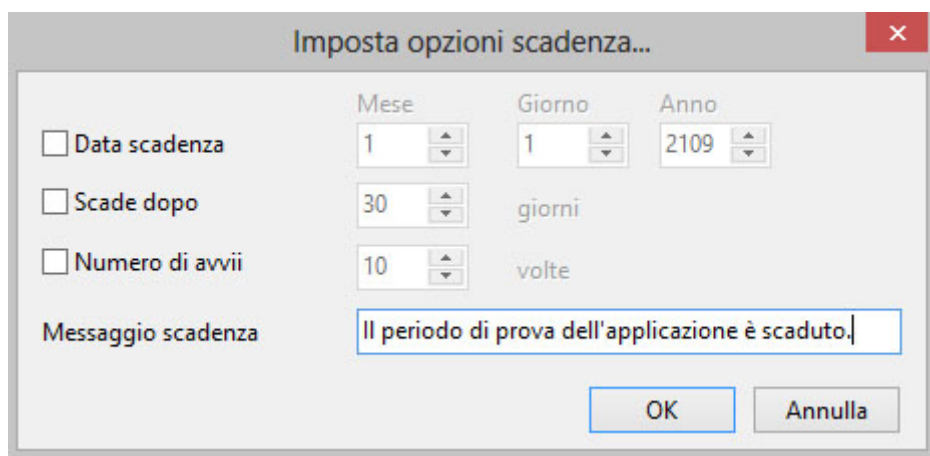 Imposta opzioni scadenza...
Mese Giorno Anno
Data scadenza 1 1 2109
Scade dopo 30 giorni
Numero di avvii 10 volte
Messaggio scadenza Il periodo di prova dell'applicazione è scaduto.
OK Annulla